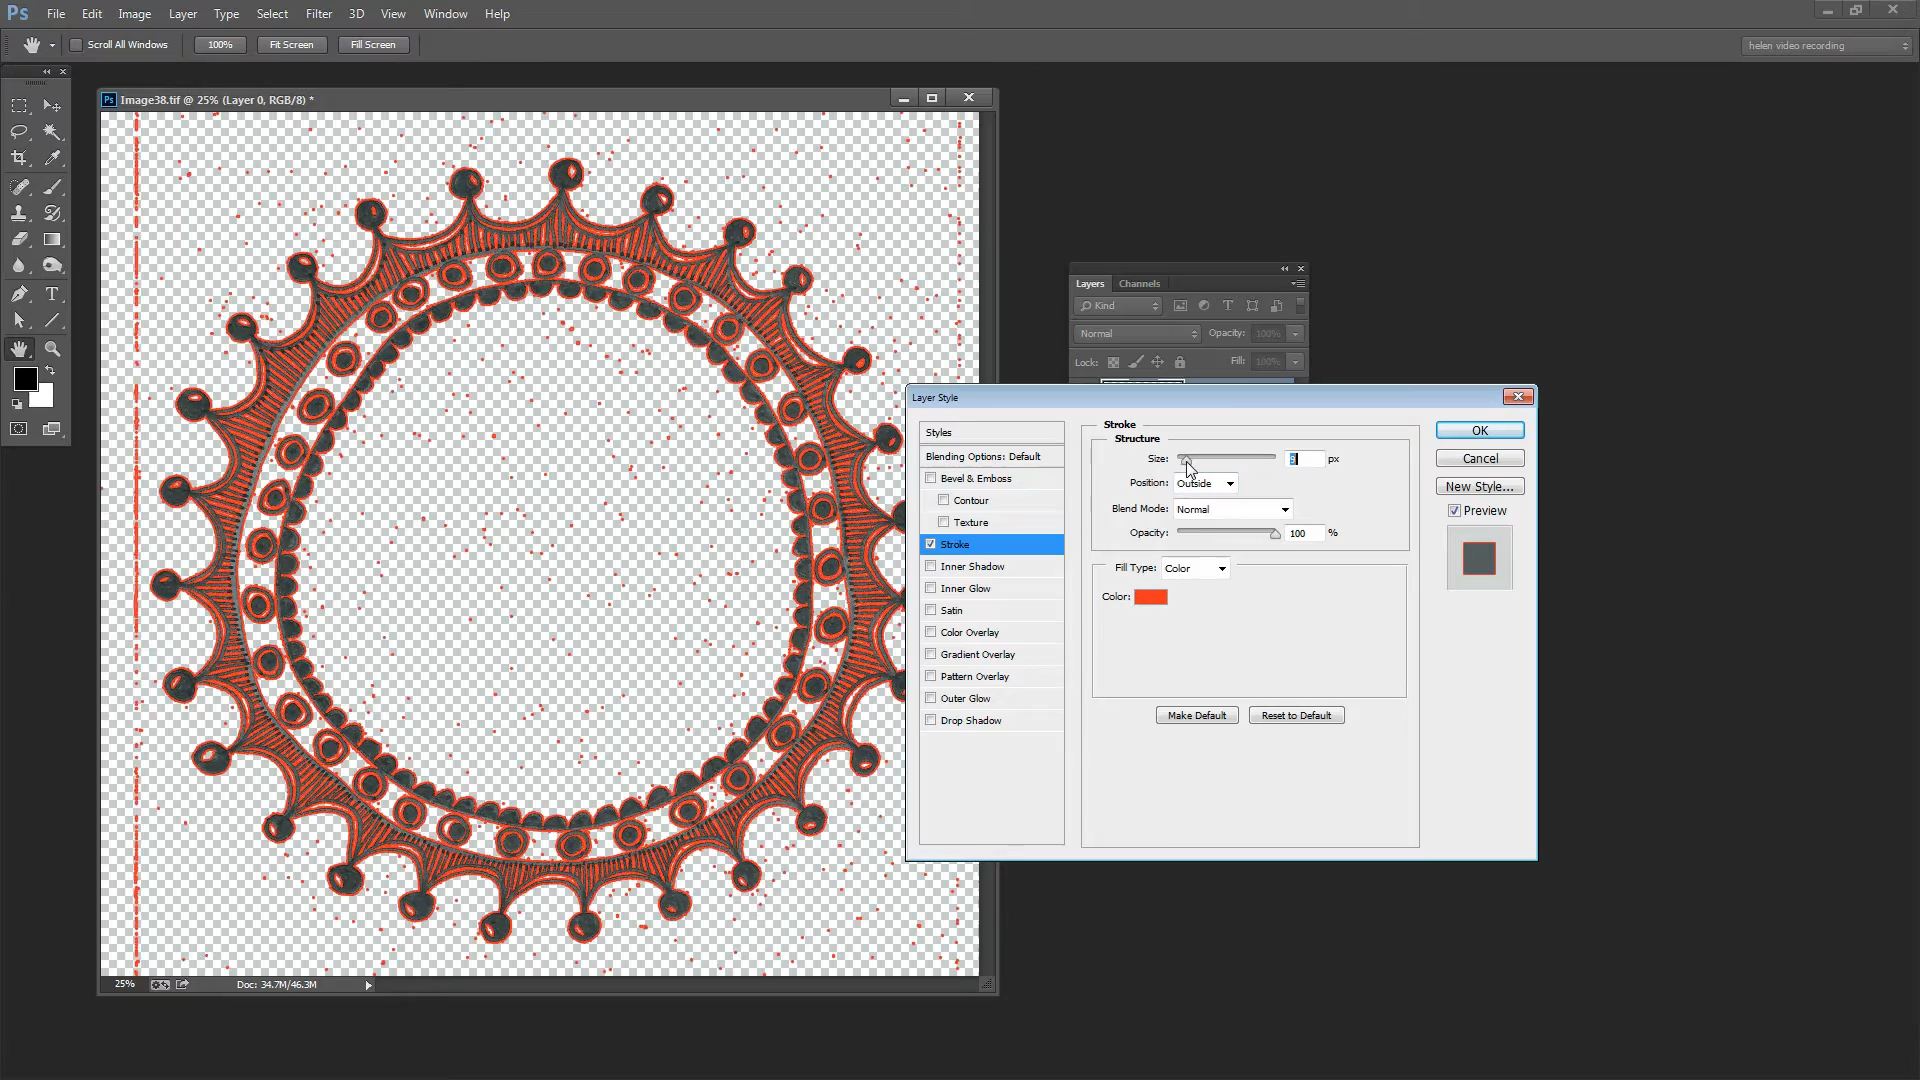 Ps File Edit Image Layer Type Select Filter 3D View Window Help
Scroll All Windows 100% Fit Screen Fill Screen helen video recording
Ps Image38.tif @ 25% (Layer 0, RGB/8) *
Layers Channels
Kind
Normal Opacity: 100%
Lock: Fill: 100%
Layer Style
Styles
Blending Options: Default
Bevel & Emboss
Contour
Texture
Stroke
Inner Shadow
Inner Glow
Satin
Color Overlay
Gradient Overlay
Pattern Overlay
Outer Glow
Drop Shadow
Stroke
Structure
Size: px
Position: Outside
Blend Mode: Normal
Opacity: 100 %
Fill Type: Color
Color:
Make Default Reset to Default
OK
Cancel
New Style...
Preview
25% Doc: 34.7M/46.3M